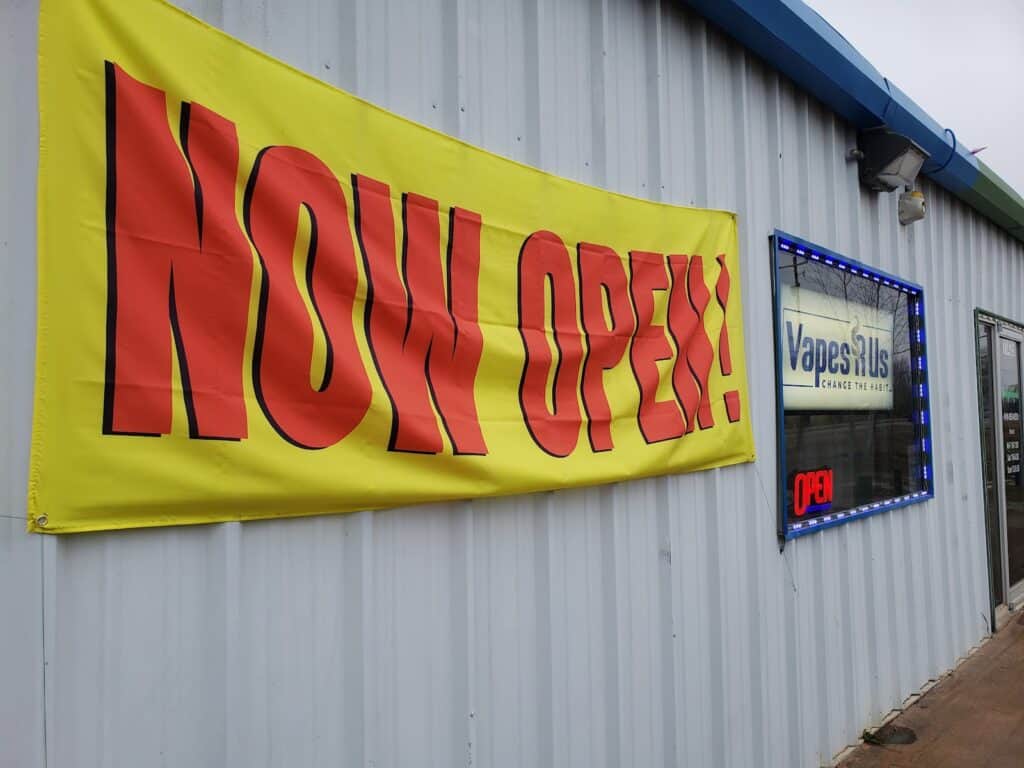 NOW OPEN!
Vapes R Us
CHANGE THE HABIT
OPEN